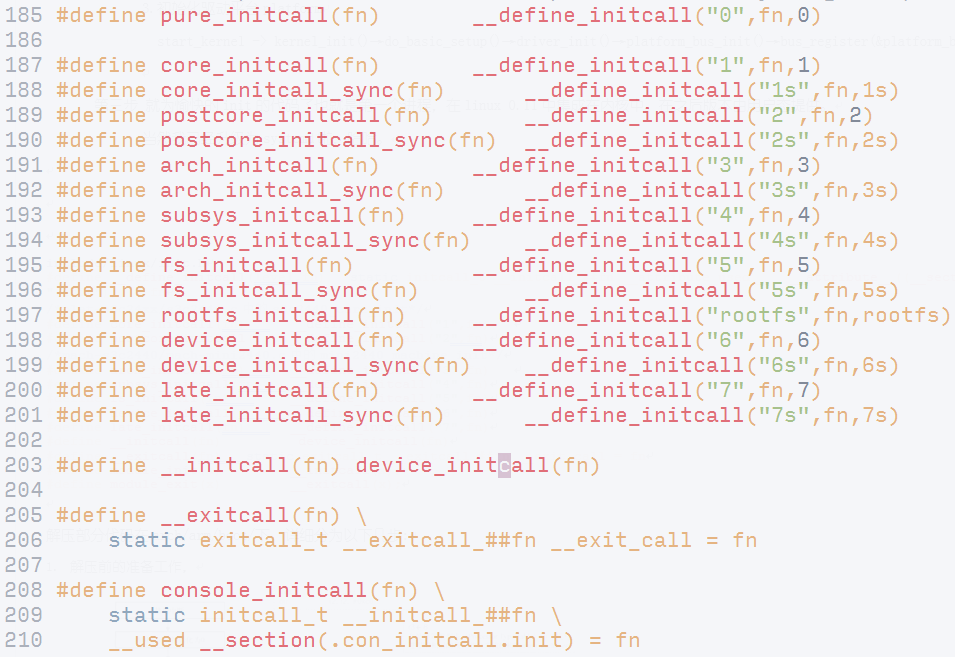 185 #define pure_initcall(fn)		__define_initcall("0",fn,0)
186
187 #define core_initcall(fn)		__define_initcall("1",fn,1)
188 #define core_initcall_sync(fn)		__define_initcall("1s",fn,1s)
189 #define postcore_initcall(fn)		__define_initcall("2",fn,2)
190 #define postcore_initcall_sync(fn)	__define_initcall("2s",fn,2s)
191 #define arch_initcall(fn)		__define_initcall("3",fn,3)
192 #define arch_initcall_sync(fn)		__define_initcall("3s",fn,3s)
193 #define subsys_initcall(fn)		__define_initcall("4",fn,4)
194 #define subsys_initcall_sync(fn)	__define_initcall("4s",fn,4s)
195 #define fs_initcall(fn)			__define_initcall("5",fn,5)
196 #define fs_initcall_sync(fn)		__define_initcall("5s",fn,5s)
197 #define rootfs_initcall(fn)		__define_initcall("rootfs",fn,rootfs)
198 #define device_initcall(fn)		__define_initcall("6",fn,6)
199 #define device_initcall_sync(fn)	__define_initcall("6s",fn,6s)
200 #define late_initcall(fn)		__define_initcall("7",fn,7)
201 #define late_initcall_sync(fn)		__define_initcall("7s",fn,7s)
202
203 #define __initcall(fn) device_initcall(fn)
204
205 #define __exitcall(fn) \
206     static exitcall_t __exitcall_##fn __exit_call = fn
207
208 #define console_initcall(fn) \
209     static initcall_t __initcall_##fn \
210     __used __section(.con_initcall.init) = fn